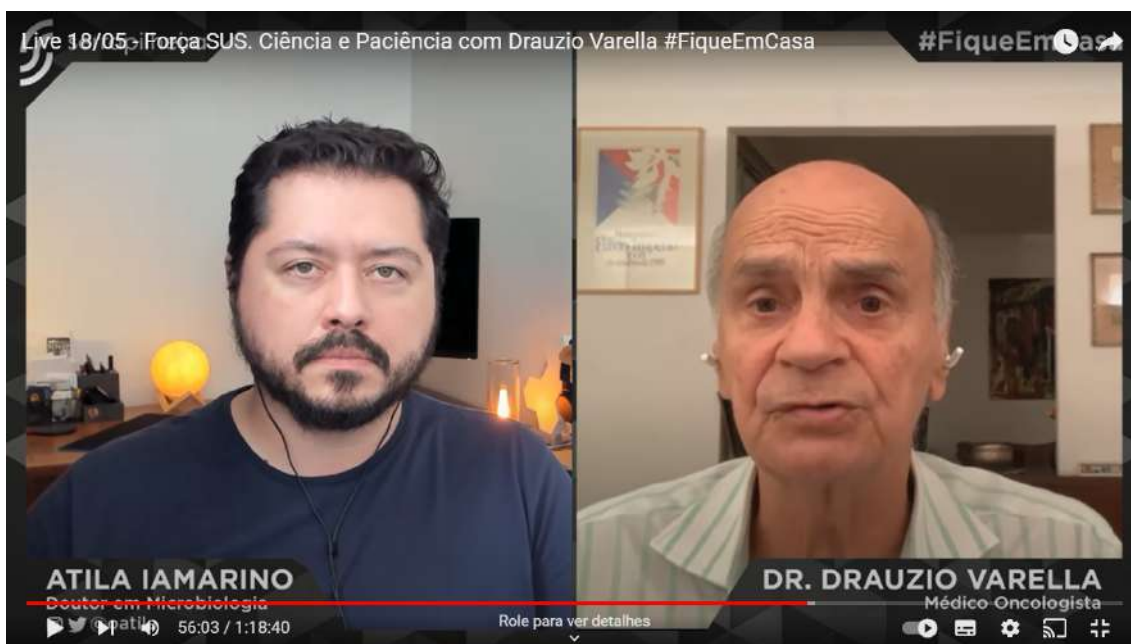 Live 18/05 - Força SUS. Ciência e Paciência com Drauzio Varella #FiqueEmCasa
#FiqueEmCasa
ATILA IAMARINO
Doutor em Microbiologia
@oatila
DR. DRAUZIO VARELLA
Médico Oncologista
56:03 / 1:18:40
Role para ver detalhes